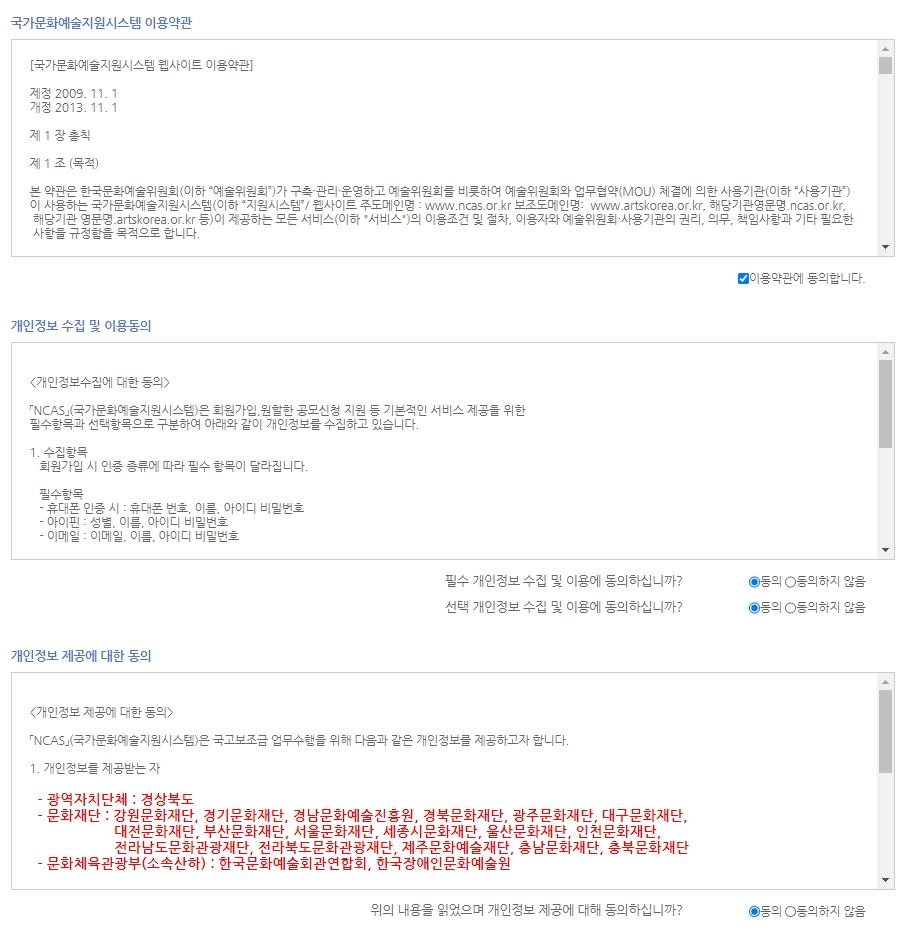 국가문화예술지원시스템 이용약관
[국가문화예술지원시스템 웹사이트 이용약관]
제정 2009. 11. 1
개정 2013. 11. 1
제 1 장 총칙
제 1 조 (목적)
본 약관은 한국문화예술위원회(이하 “예술위원회”)가 구축·관리·운영하고 예술위원회를 비롯하여 예술위원회와 업무협약(MOU) 체결에 의한 사용기관(이하 “사용기관”)
이 사용하는 국가문화예술지원시스템(이하 “지원시스템”/ 웹사이트 주도메인명 : www.ncas.or.kr 보조도메인명: www.artskorea.or.kr, 해당기관영문명.ncas.or.kr,
해당기관 영문명.artskorea.or.kr 등)이 제공하는 모든 서비스(이하 "서비스")의 이용조건 및 절차, 이용자와 예술위원회·사용기관의 권리, 의무, 책임사항과 기타 필요한
사항을 규정함을 목적으로 합니다.
이용약관에 동의합니다.
개인정보 수집 및 이용동의
<개인정보수집에 대한 동의>
「NCAS」(국가문화예술지원시스템)은 회원가입,원할한 공모신청 지원 등 기본적인 서비스 제공을 위한
필수항목과 선택항목으로 구분하여 아래와 같이 개인정보를 수집하고 있습니다.
1. 수집항목
회원가입 시 인증 종류에 따라 필수 항목이 달라집니다.
필수항목
- 휴대폰 인증 시 : 휴대폰 번호, 이름, 아이디 비밀번호
- 아이핀 : 성별, 이름, 아이디 비밀번호
- 이메일 : 이메일, 이름, 아이디 비밀번호
필수 개인정보 수집 및 이용에 동의하십니까? 동의 동의하지 않음
선택 개인정보 수집 및 이용에 동의하십니까? 동의 동의하지 않음
개인정보 제공에 대한 동의
<개인정보 제공에 대한 동의>
「NCAS」(국가문화예술지원시스템)은 국고보조금 업무수행을 위해 다음과 같은 개인정보를 제공하고자 합니다.
1. 개인정보를 제공받는 자
- 광역자치단체 : 경상북도
- 문화재단 : 강원문화재단, 경기문화재단, 경남문화예술진흥원, 경북문화재단, 광주문화재단, 대구문화재단,
대전문화재단, 부산문화재단, 서울문화재단, 세종시문화재단, 울산문화재단, 인천문화재단,
전라남도문화관광재단, 전라북도문화관광재단, 제주문화예술재단, 충남문화재단, 충북문화재단
- 문화체육관광부(소속산하) : 한국문화예술회관연합회, 한국장애인문화예술원
위의 내용을 읽었으며 개인정보 제공에 대해 동의하십니까? 동의 동의하지 않음